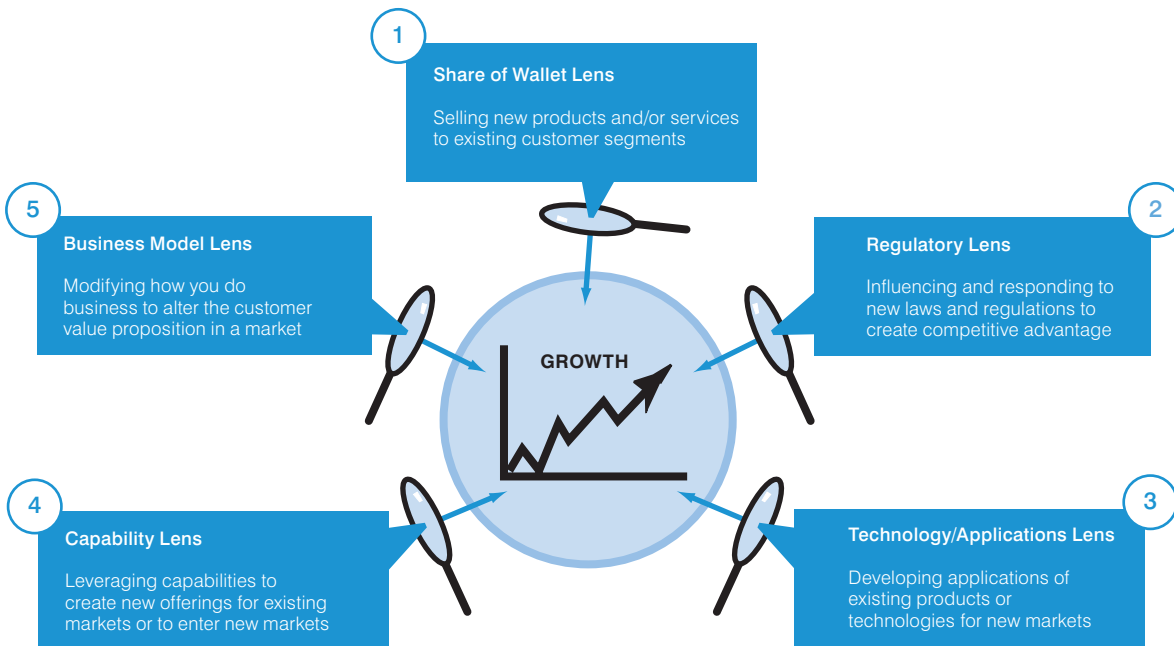 1
Share of Wallet Lens
Selling new products and/or services
to existing customer segments
2
Regulatory Lens
Influencing and responding to
new laws and regulations to
create competitive advantage
3
Technology/Applications Lens
Developing applications of
existing products or
technologies for new markets
4
Capability Lens
Leveraging capabilities to
create new offerings for existing
markets or to enter new markets
5
Business Model Lens
Modifying how you do
business to alter the customer
value proposition in a market
GROWTH